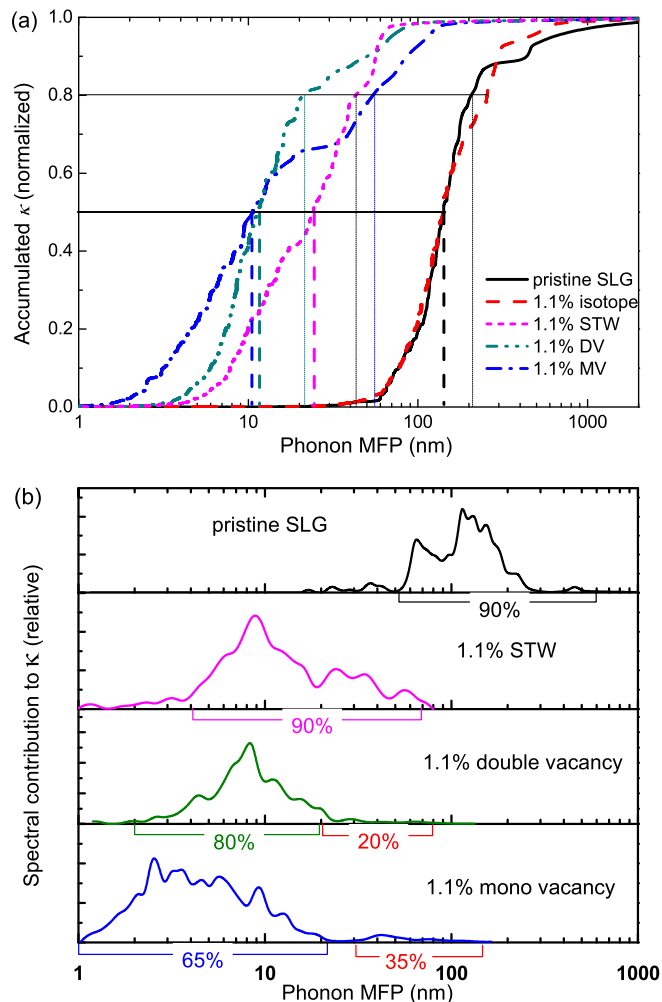 (a)
1.0
0.8
0.6
0.4
0.2
0.0
Accumulated κ (normalized)
pristine SLG
1.1% isotope
1.1% STW
1.1% DV
1.1% MV
1 10 100 1000
Phonon MFP (nm)
(b)
Spectral contribution to κ (relative)
pristine SLG
90%
1.1% STW
90%
1.1% double vacancy
80% 20%
1.1% mono vacancy
65% 35%
1 10 100 1000
Phonon MFP (nm)